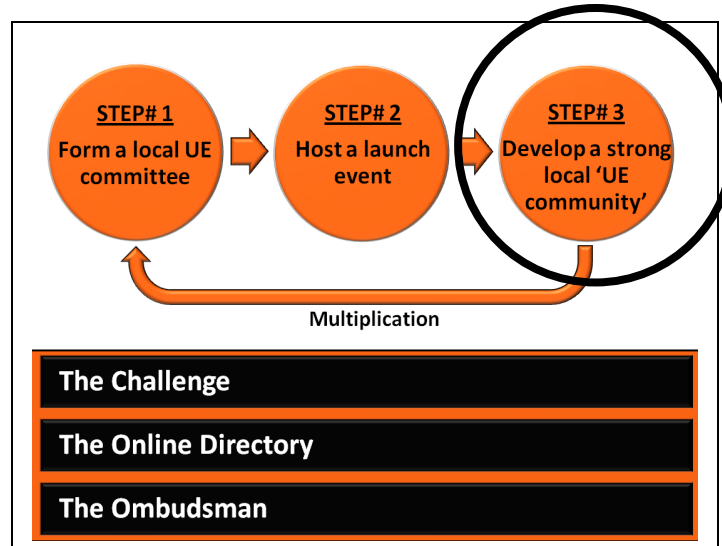 STEP# 1
Form a local UE
committee
STEP# 2
Host a launch
event
STEP# 3
Develop a strong
local ‘UE
community’
Multiplication
The Challenge
The Online Directory
The Ombudsman